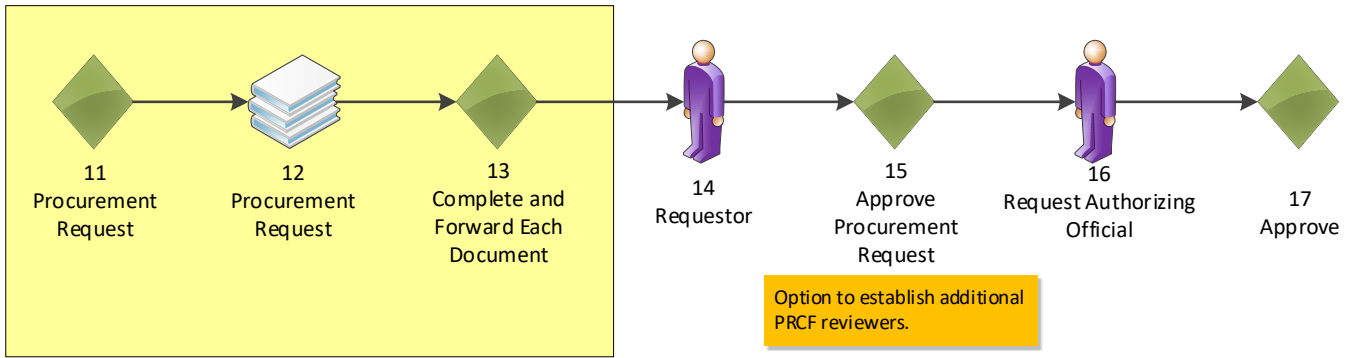 11
Procurement
Request
12
Procurement
Request
13
Complete and
Forward Each
Document
14
Requestor
15
Approve
Procurement
Request
16
Request Authorizing
Official
17
Approve
Option to establish additional
PRCF reviewers.